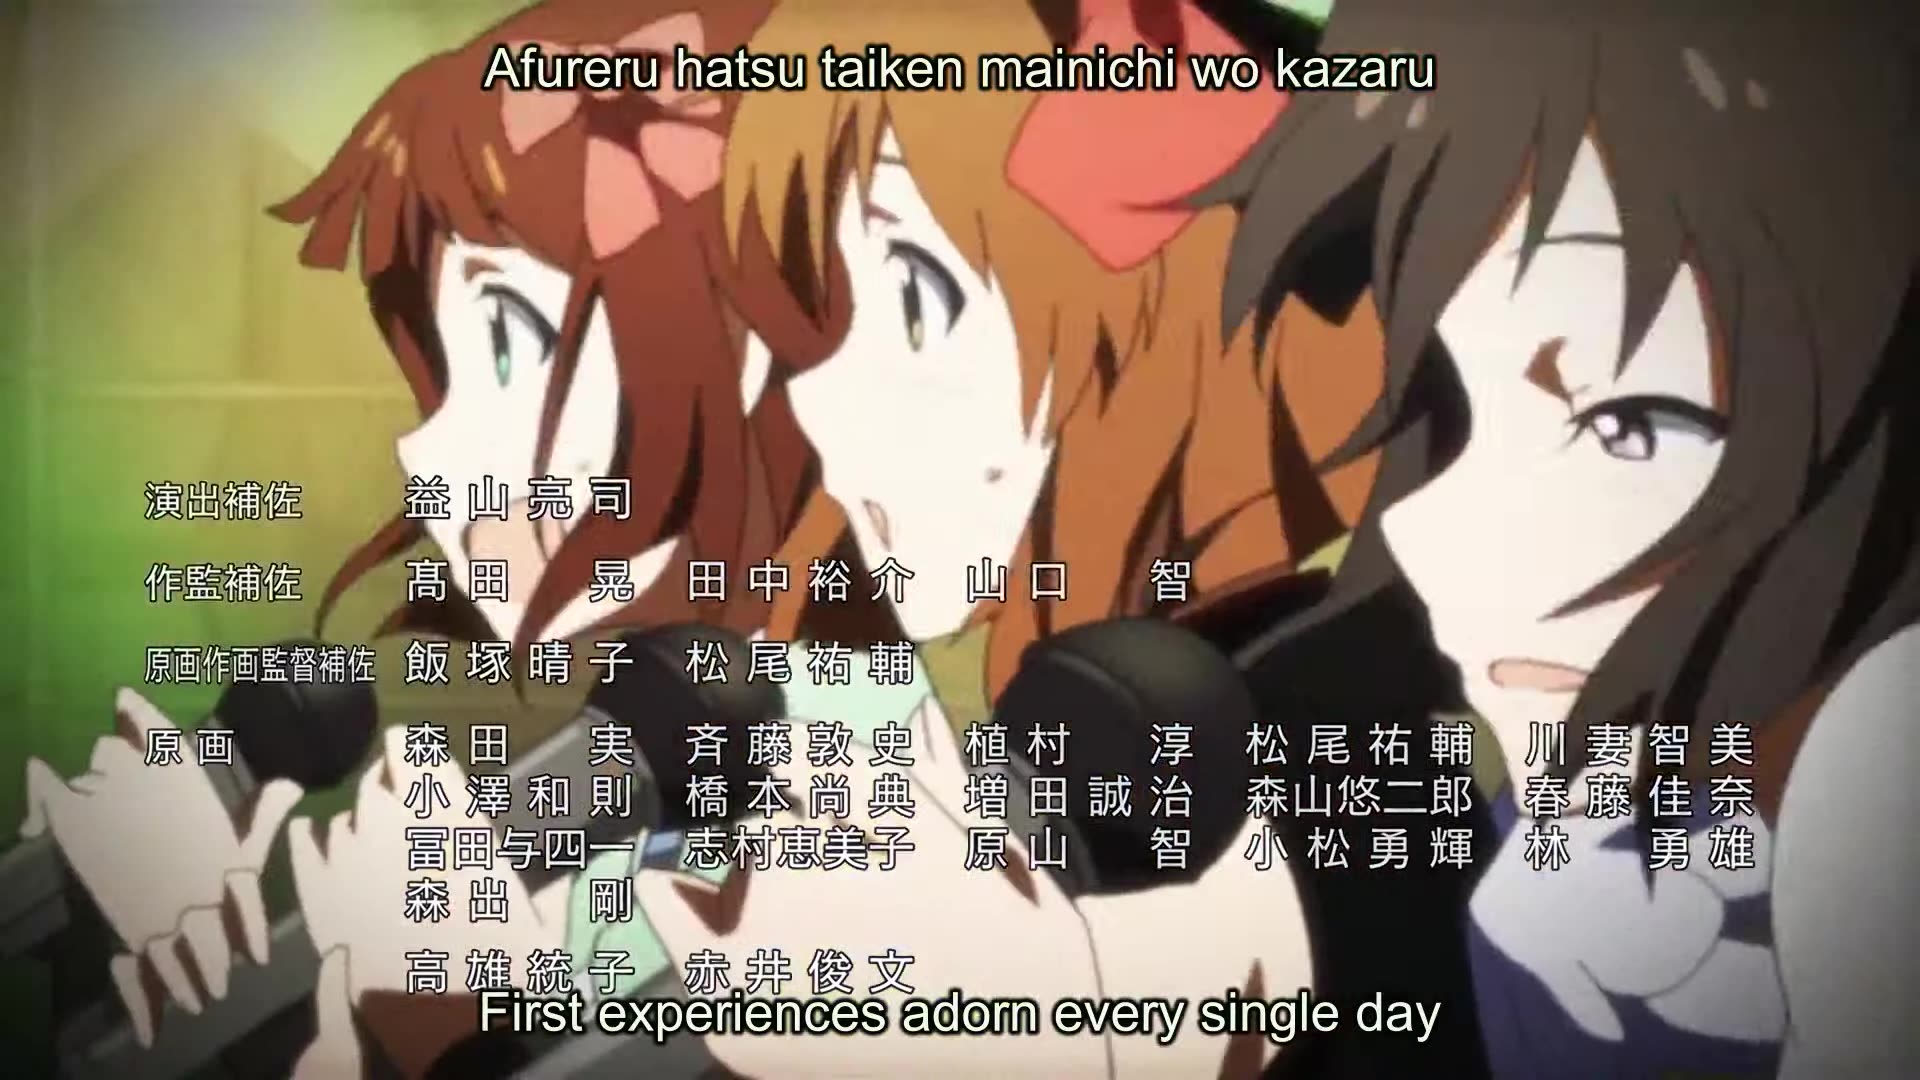 Afureru hatsu taiken mainichi wo kazaru
演出補佐 益山亮司
作監補佐 髙田 晃 田中裕介 山口 智
原画作画監督補佐 飯塚晴子 松尾祐輔
原画 森田 実 斉藤敦史 植村 淳 松尾祐輔 川妻智美
小澤和則 橋本尚典 増田誠治 森山悠二郎 春藤佳奈
冨田与四一 志村恵美子 原山 智 小松勇輝 林 勇雄
森出 剛
高雄統子 赤井俊文
First experiences adorn every single day